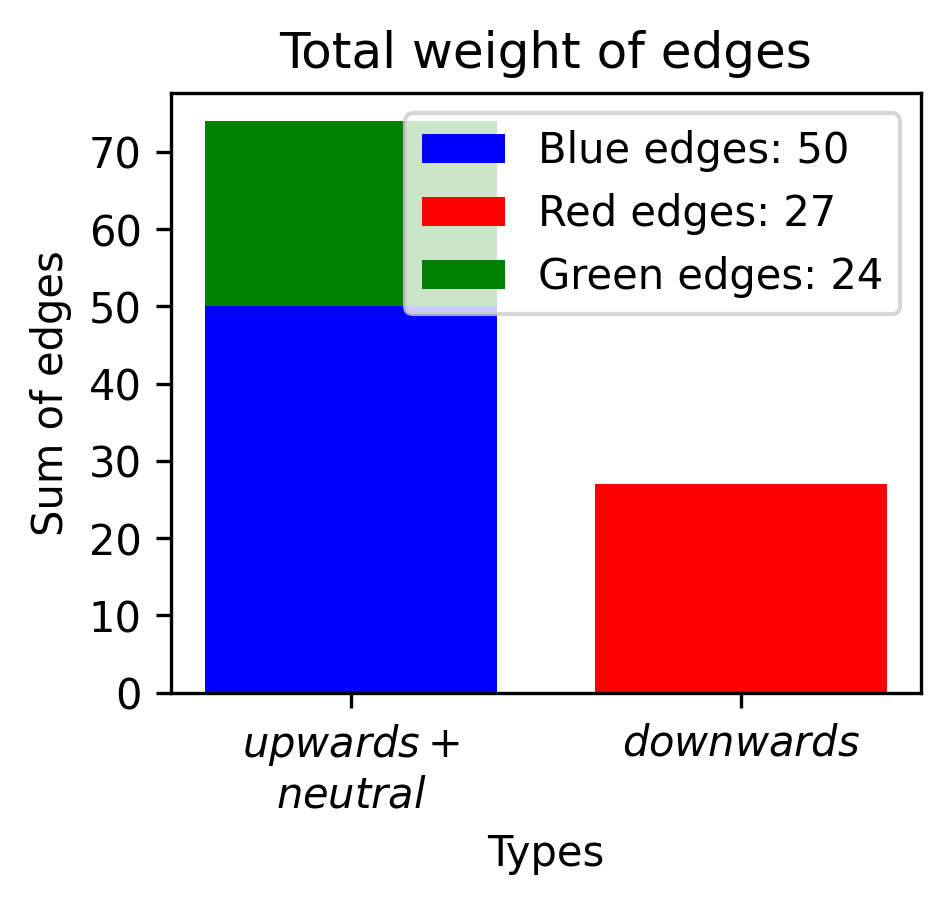 Total weight of edges
Blue edges: 50
Red edges: 27
Green edges: 24
Sum of edges
70
60
50
40
30
20
10
0
upwards +
neutral
downwards
Types